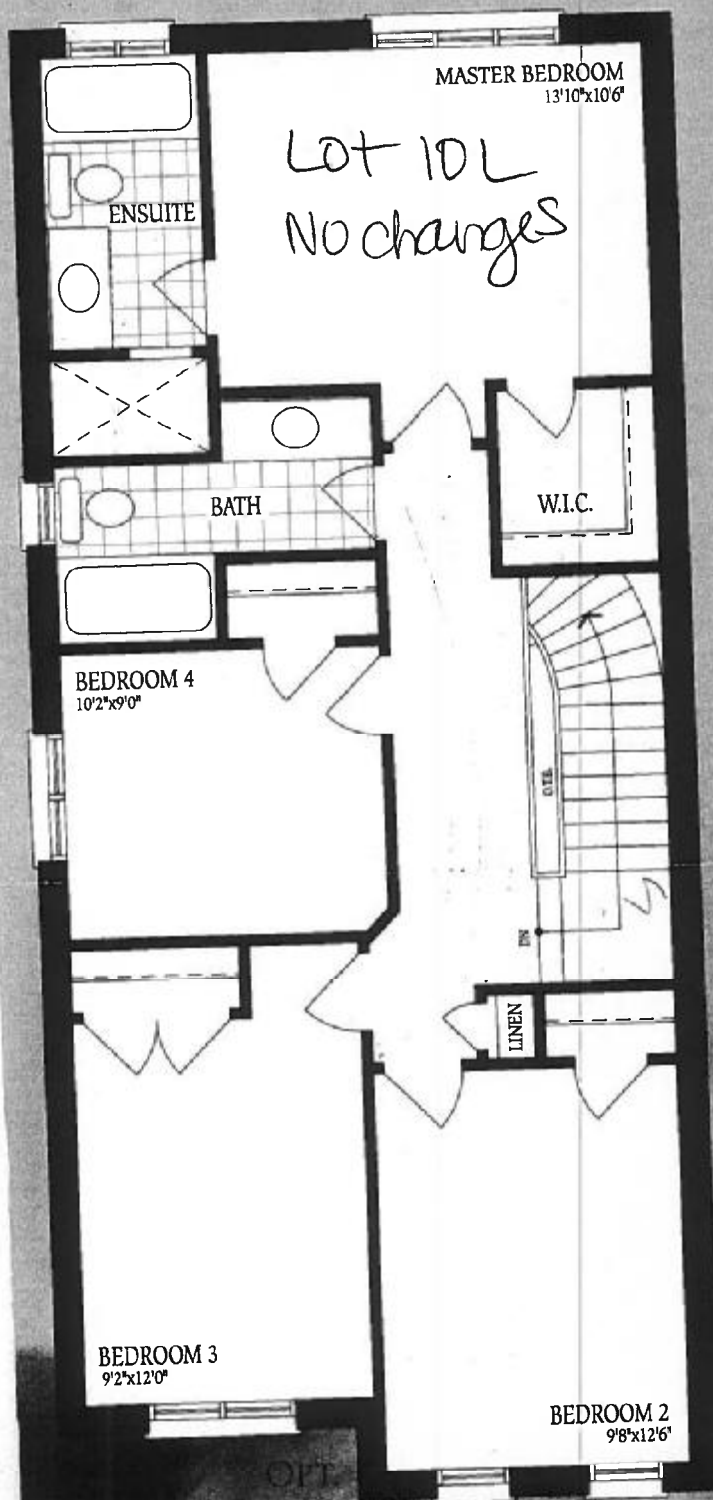 MASTER BEDROOM
13'10"x10'6"
Lot 10L
No changes
ENSUITE
BATH
W.I.C.
BEDROOM 4
10'2"x9'0"
O.T.B.
DN
LINEN
BEDROOM 3
9'2"x12'0"
BEDROOM 2
9'8"x12'6"
OPT.